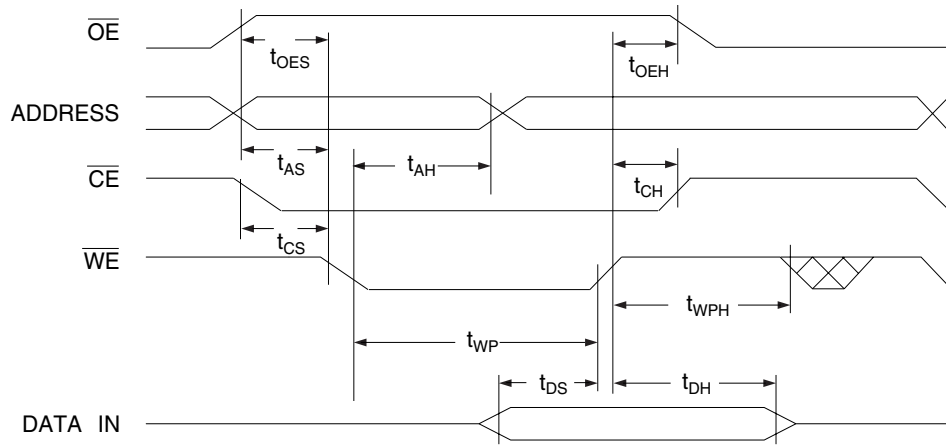 OE
tOES
tOEH
ADDRESS
tAS
tAH
tCH
CE
tCS
WE
tWPH
tWP
tDS
tDH
DATA IN